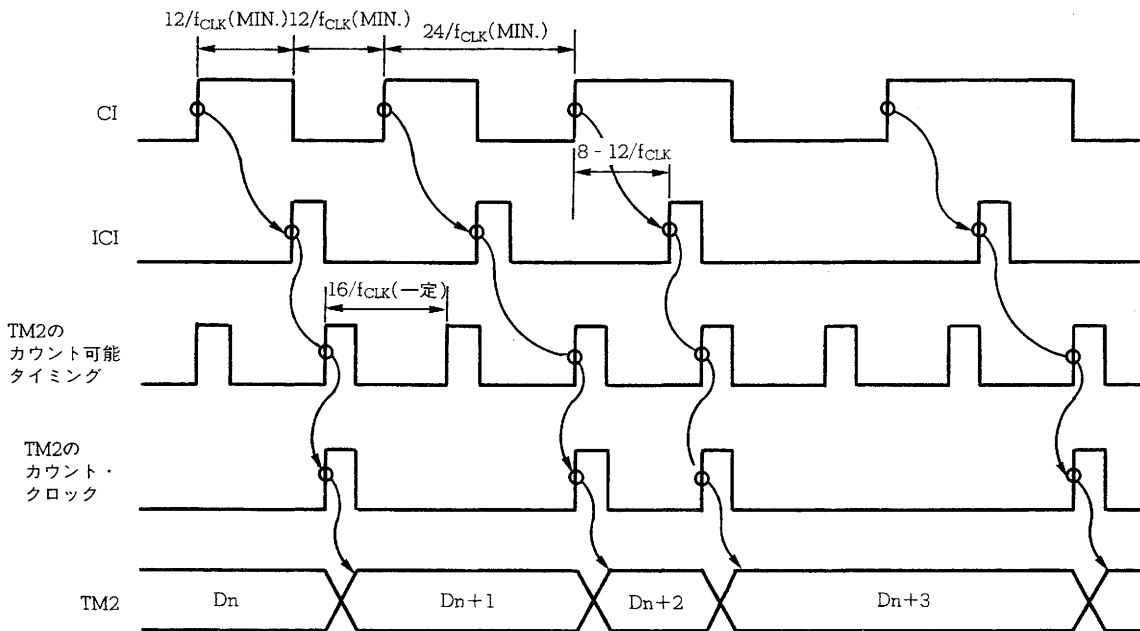 12/fCLK(MIN.) 12/fCLK(MIN.)
24/fCLK(MIN.)
CI
8 - 12/fCLK
ICI
16/fCLK(一定)
TM2の
カウント可能
タイミング
TM2の
カウント・
クロック
TM2
Dn
Dn+1
Dn+2
Dn+3